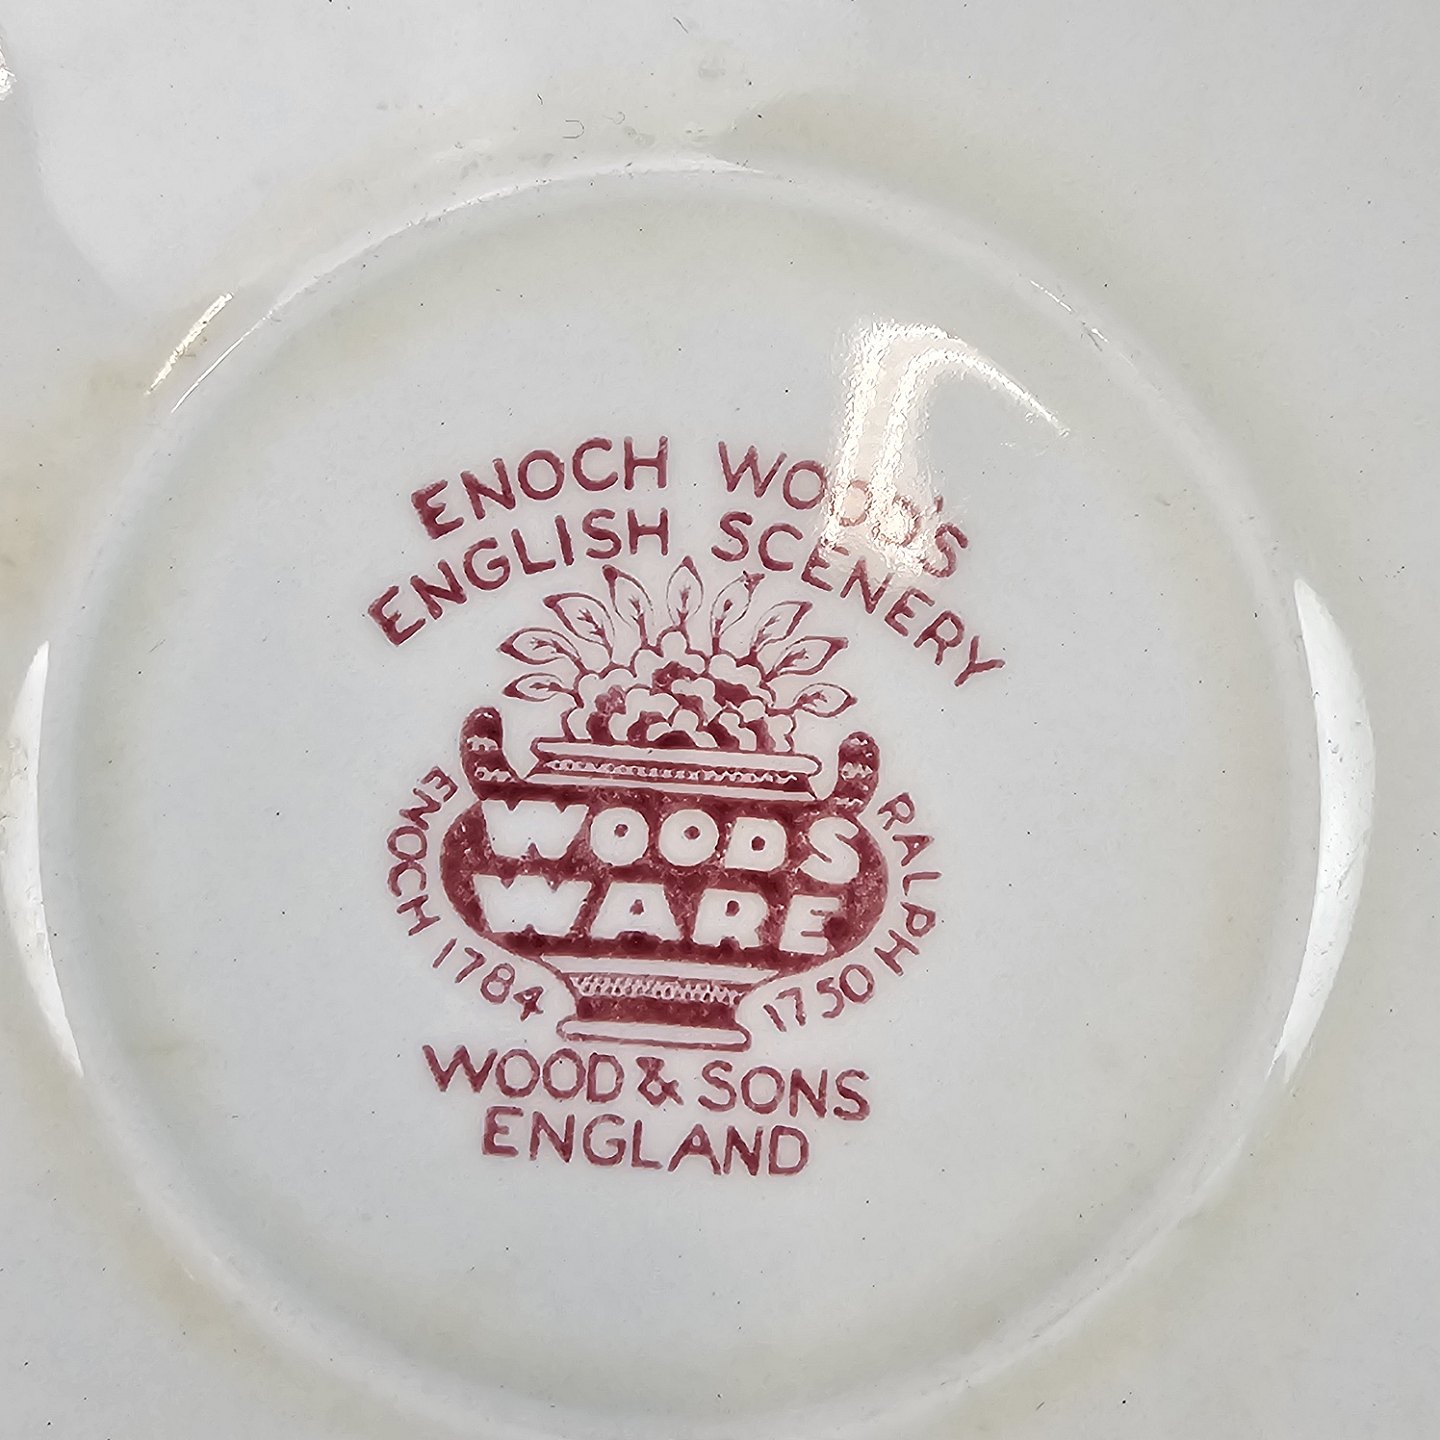 ENOCH WOOD'S
ENGLISH SCENERY
WOODS
WARE
ENOCH 1784
RALPH 1750
WOOD & SONS
ENGLAND